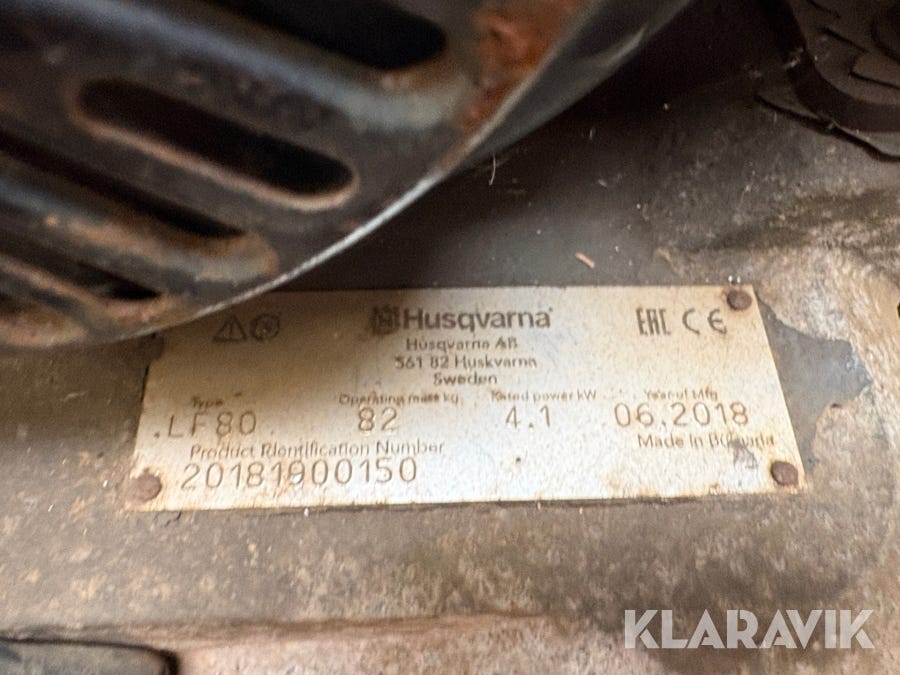 Husqvarna
EAC CE
Husqvarna AB
561 82 Huskvarna
Sweden
Type Operating mass kg Rated power kW Year of Mfg
LF80 82 4.1 06.2018
Product Identification Number Made in Bulgaria
20181900150
KLARAVIK